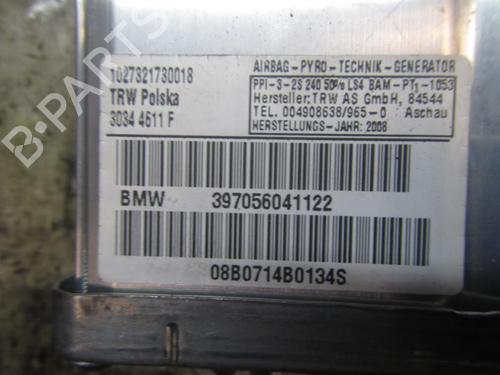 1027321730018
TRW Polska
3034 4611 F
AIRBAG-PYRO-TECHNIK-GENERATOR
PPI-3-2S 240 50% LS4 BAM-PT1-1053
Hersteller:TRW AS GmbH, 84544
TEL. 004908638/965-0 Aschau
HERSTELLUNGS-JAHR: 2008
BMW 397056041122
08B0714B0134S